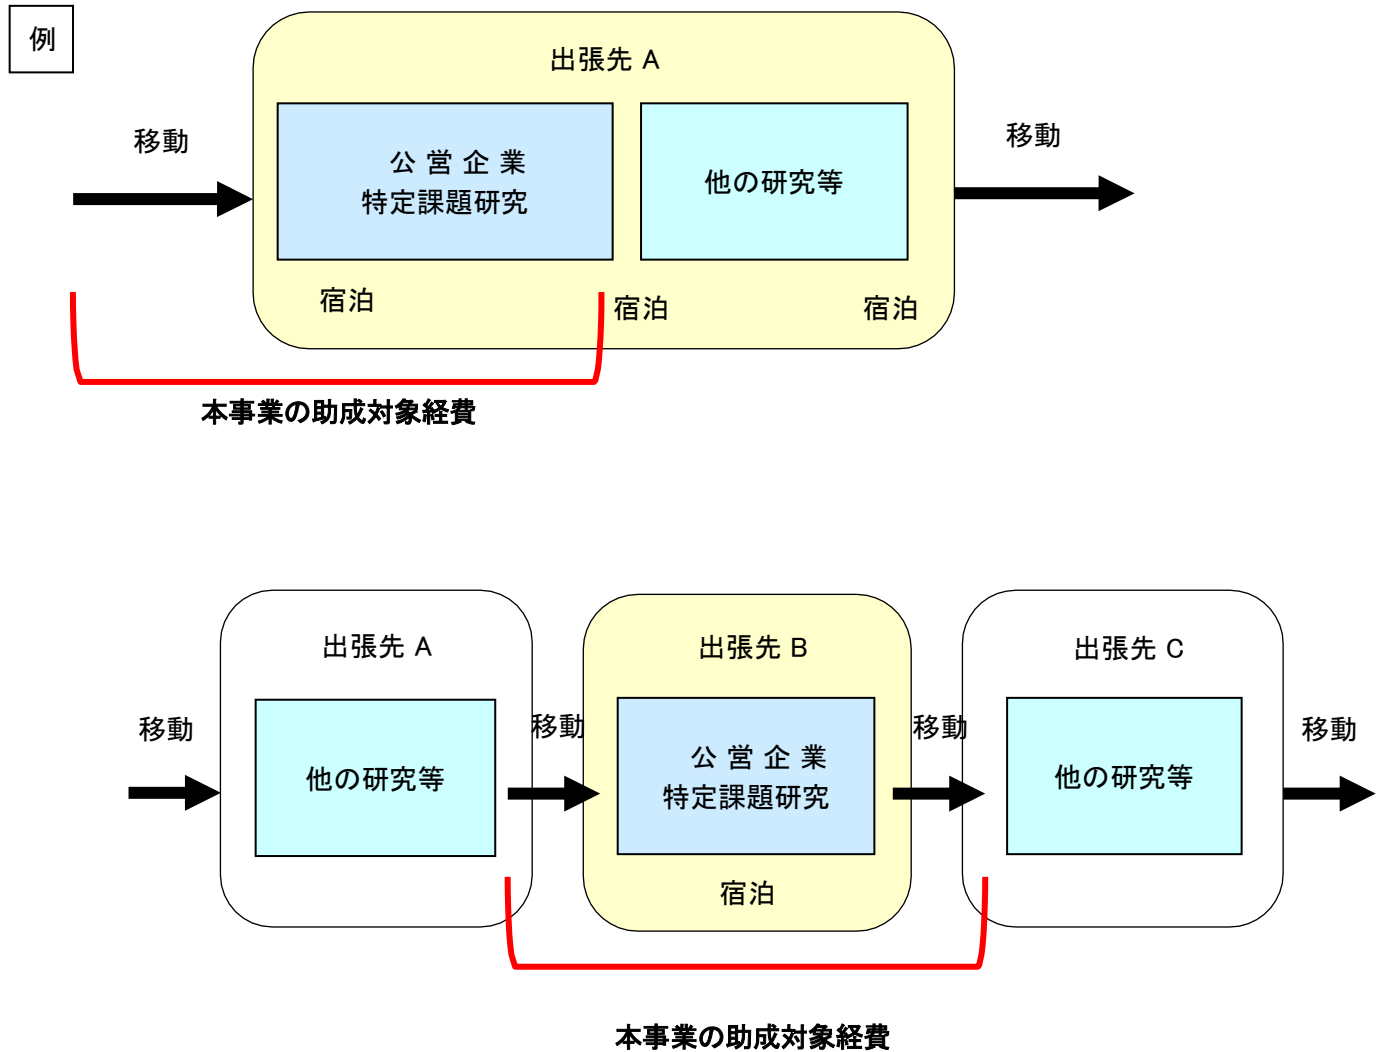 例
出張先 A
移動
移動
公 営 企 業
特定課題研究
他の研究等
宿泊
宿泊
宿泊
本事業の助成対象経費
出張先 A
出張先 B
出張先 C
移動
移動
移動
移動
他の研究等
公 営 企 業
特定課題研究
他の研究等
宿泊
本事業の助成対象経費